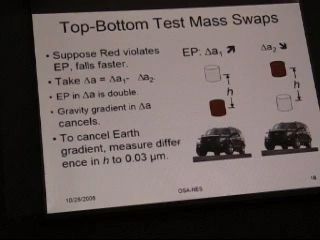 Top-Bottom Test Mass Swaps
• Suppose Red violates
EP, falls faster.
• Take Δa = Δa₁- Δa₂.
• EP in Δa is double.
• Gravity gradient in Δa
cancels.
• To cancel Earth
gradient, measure differ
ence in h to 0.03 µm.
EP: Δa₁ ↗
Δa₂ ↘
h
h
10/28/2008
OSA-NES